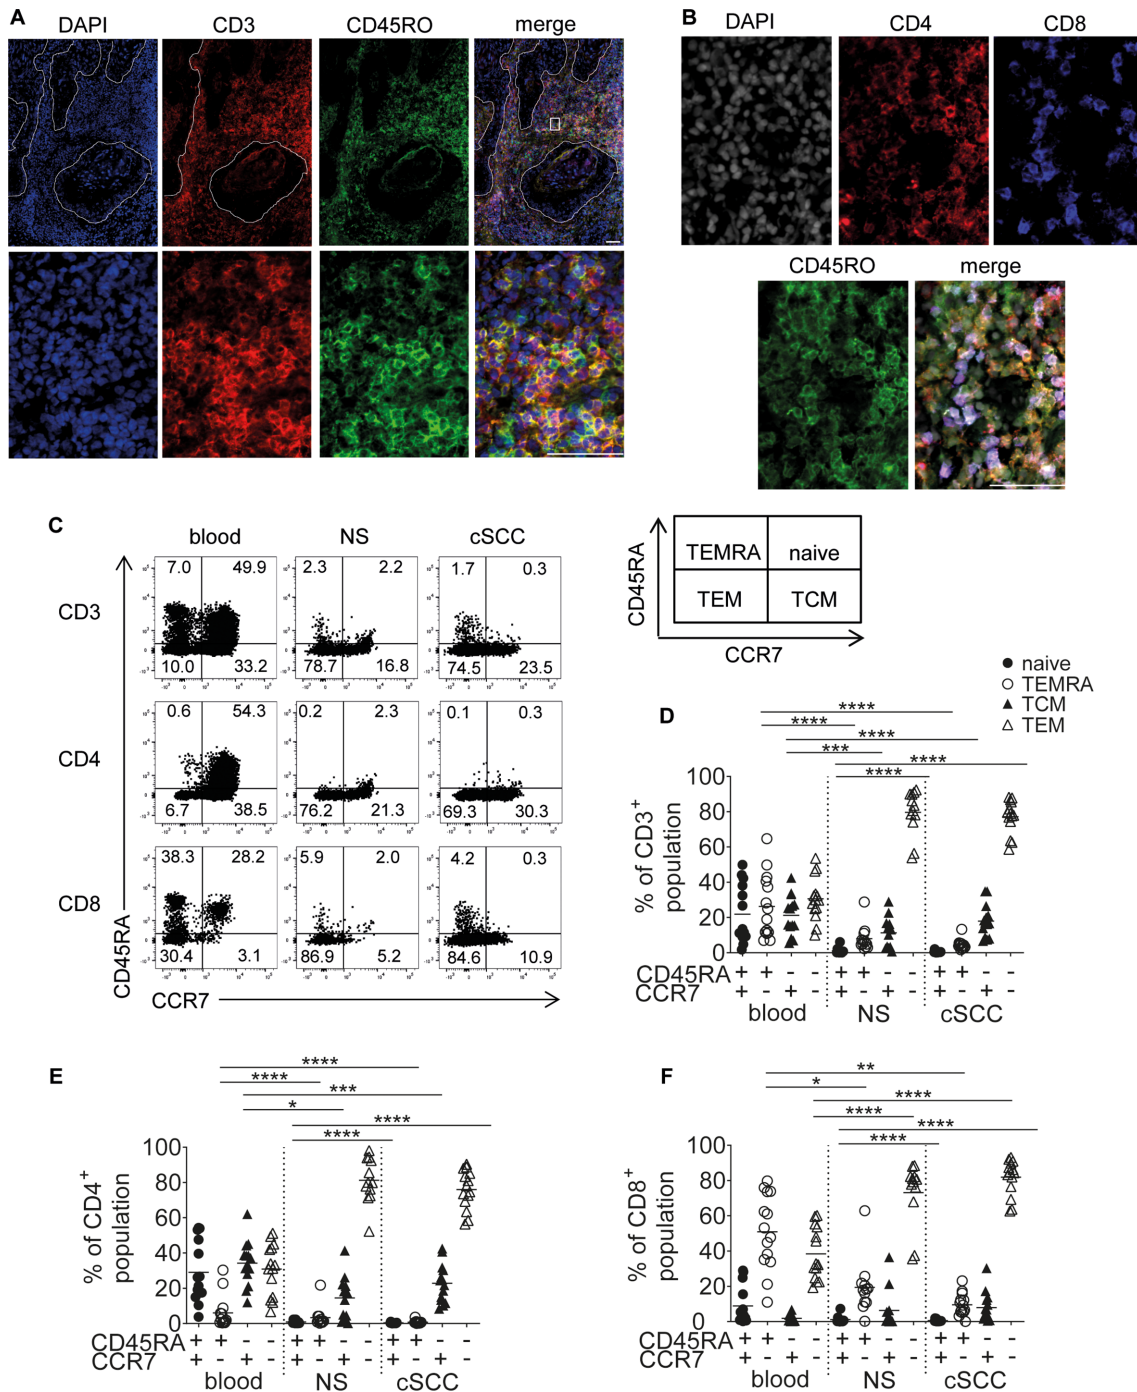 A
DAPI CD3 CD45RO merge
B
DAPI CD4 CD8
CD45RO merge
C
blood NS cSCC
CD3
7.0 49.9 2.3 2.2 1.7 0.3
10.0 33.2 78.7 16.8 74.5 23.5
CD4
0.6 54.3 0.2 2.3 0.1 0.3
6.7 38.5 76.2 21.3 69.3 30.3
CD8
38.3 28.2 5.9 2.0 4.2 0.3
30.4 3.1 86.9 5.2 84.6 10.9
CD45RA
CCR7
CD45RA
TEMRA naive
TEM TCM
CCR7
naive
TEMRA
TCM
TEM
D
****
****
****
***
****
****
% of CD3+
population
100
80
60
40
20
0
CD45RA + + - - + + - - + + - -
CCR7 + - + - + - + - + - + -
blood NS cSCC
E
****
****
***
*
****
****
% of CD4+
population
100
80
60
40
20
0
CD45RA + + - - + + - - + + - -
CCR7 + - + - + - + - + - + -
blood NS cSCC
F
**
*
****
****
****
****
% of CD8+
population
100
80
60
40
20
0
CD45RA + + - - + + - - + + - -
CCR7 + - + - + - + - + - + -
blood NS cSCC